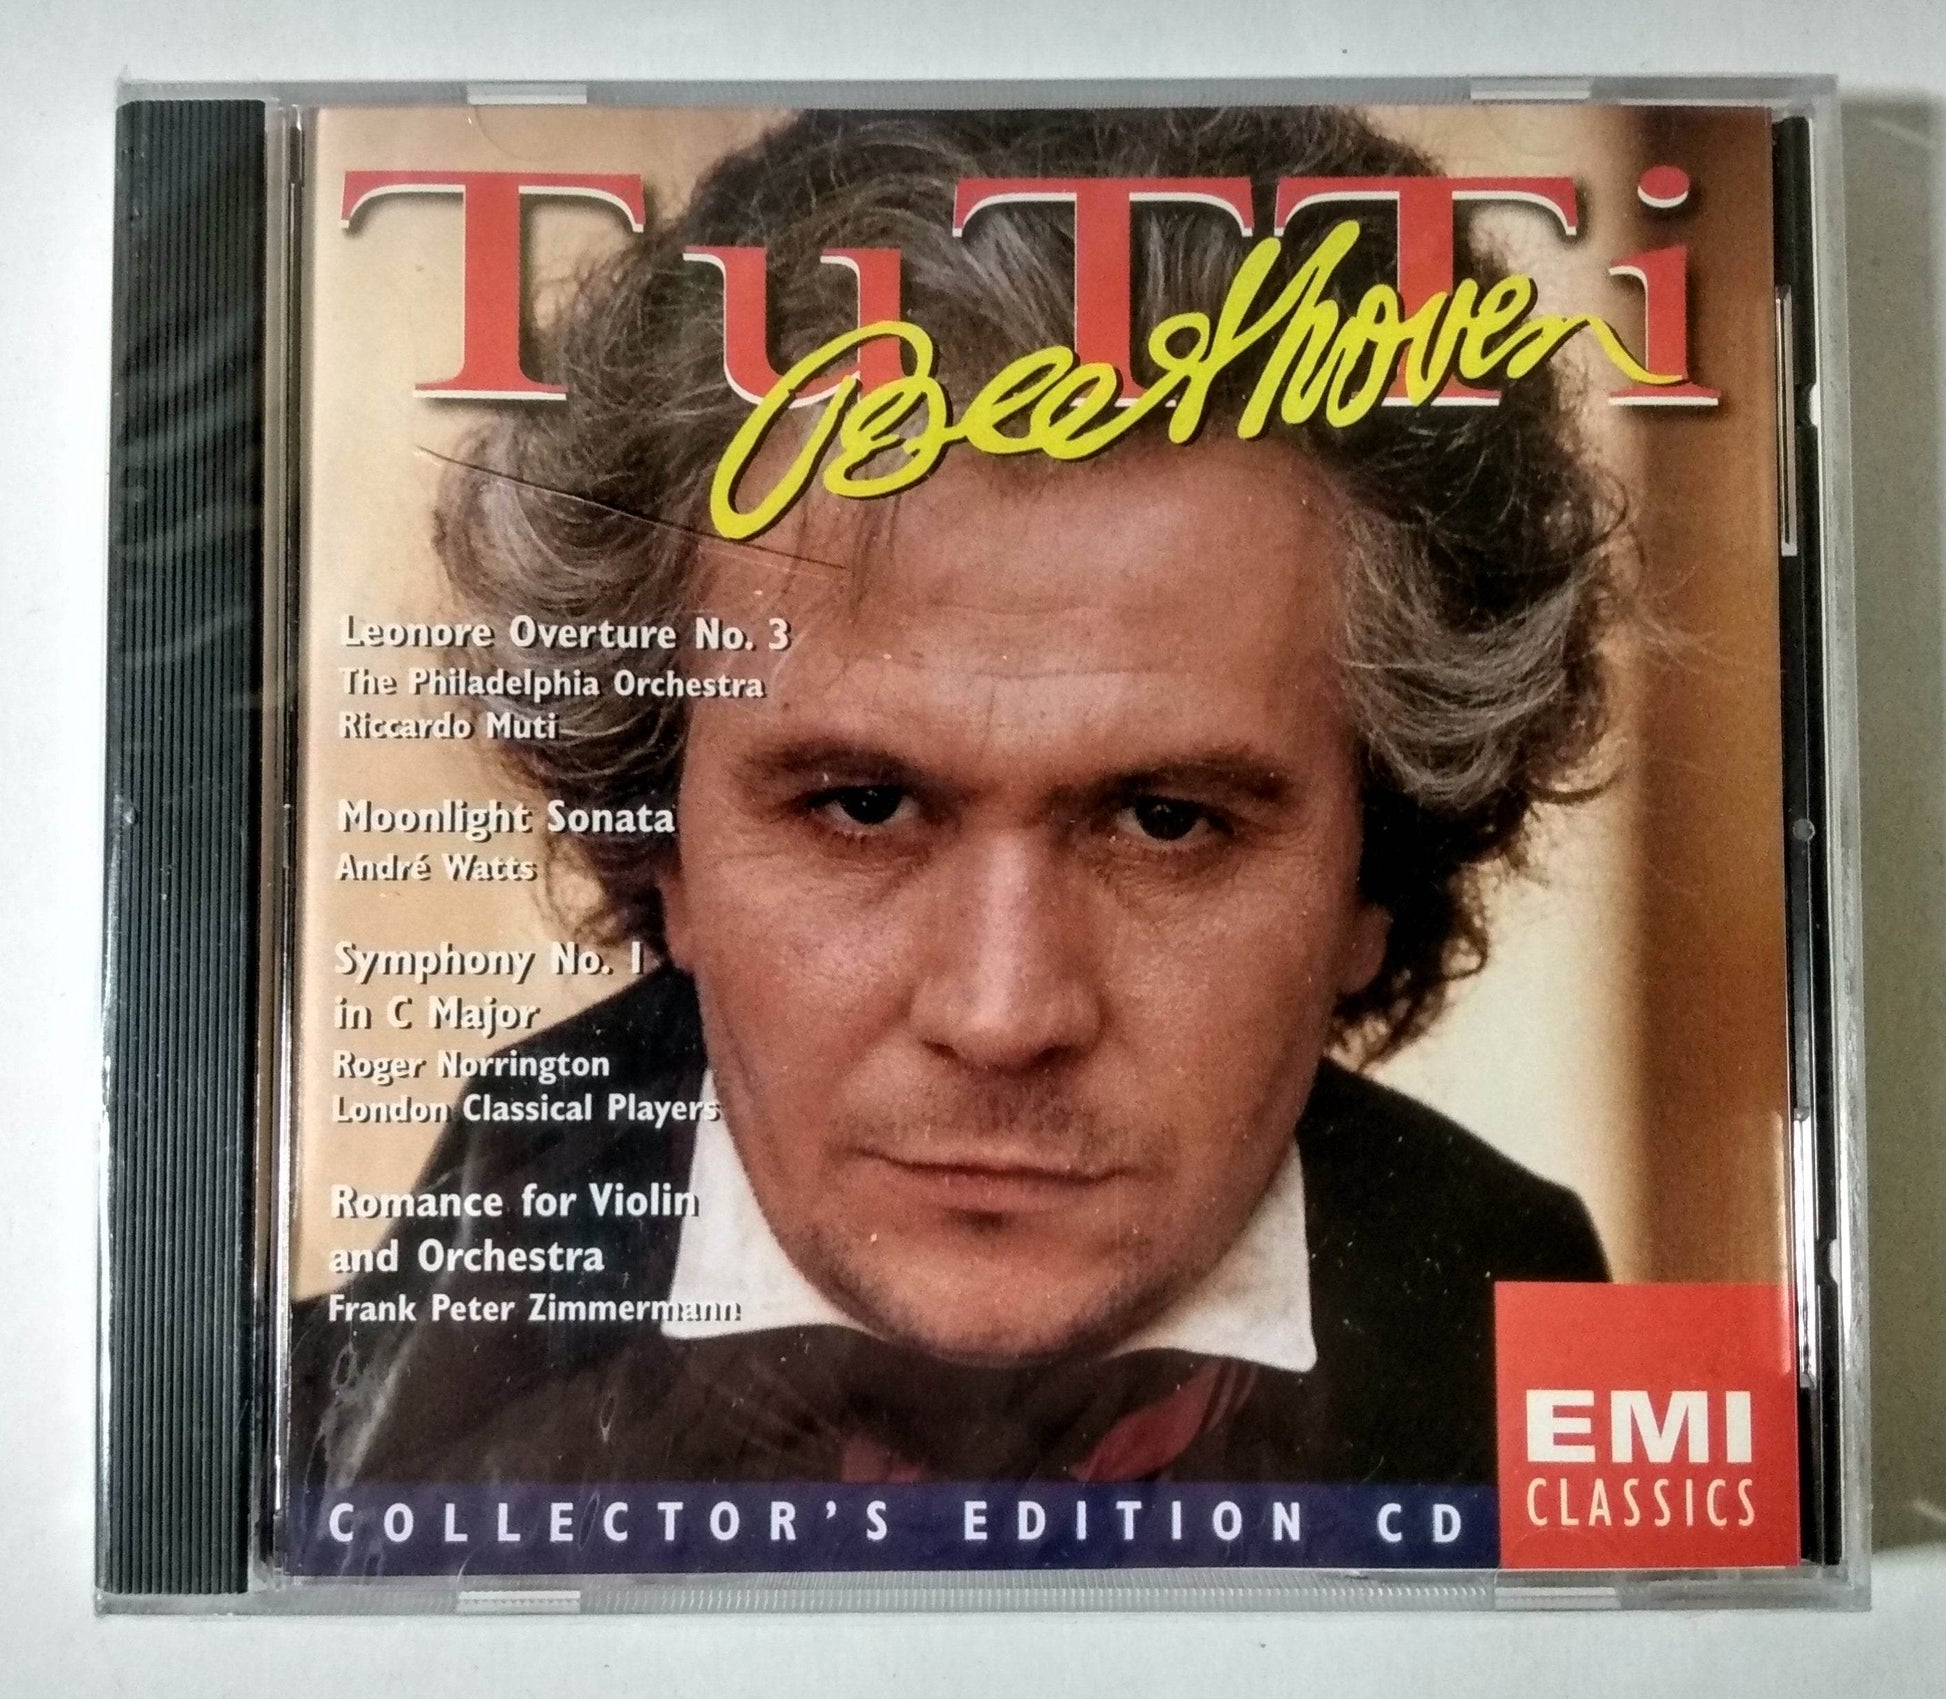 TuTTi
Beethoven
Leonore Overture No. 3
The Philadelphia Orchestra
Riccardo Muti
Moonlight Sonata
André Watts
Symphony No. 1
in C Major
Roger Norrington
London Classical Players
Romance for Violin
and Orchestra
Frank Peter Zimmermann
COLLECTOR'S EDITION CD
EMI
CLASSICS